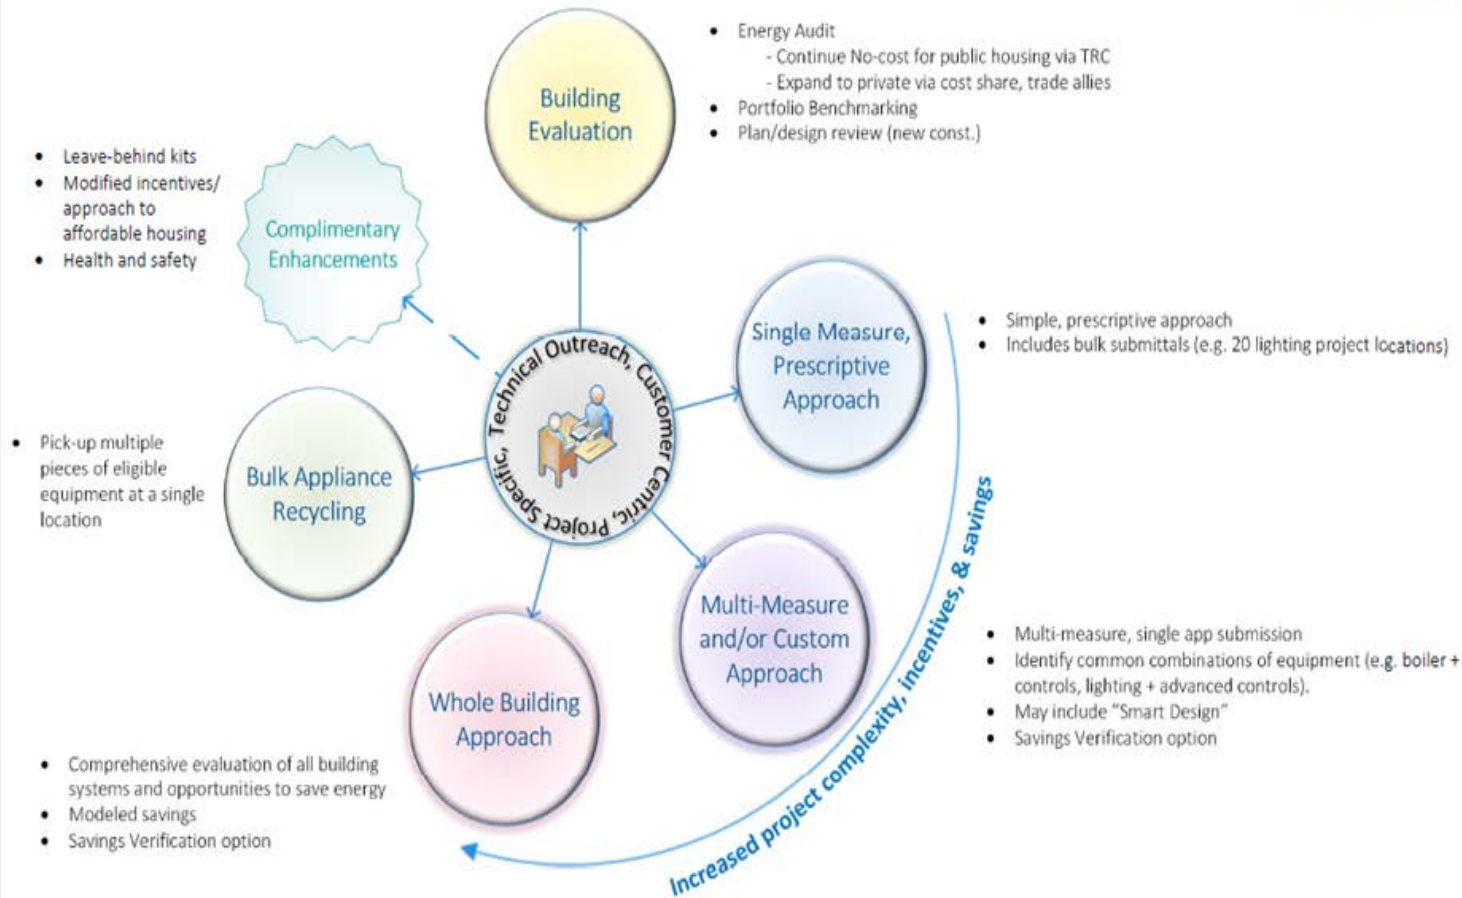 Building
Evaluation
• Energy Audit
- Continue No-cost for public housing via TRC
- Expand to private via cost share, trade allies
• Portfolio Benchmarking
• Plan/design review (new const.)
• Leave-behind kits
• Modified incentives/
approach to
affordable housing
• Health and safety
Complimentary
Enhancements
Technical Outreach, Customer Centric, Project Specific,
Single Measure,
Prescriptive
Approach
• Simple, prescriptive approach
• Includes bulk submittals (e.g. 20 lighting project locations)
• Pick-up multiple
pieces of eligible
equipment at a single
location
Bulk Appliance
Recycling
Multi-Measure
and/or Custom
Approach
• Multi-measure, single app submission
• Identify common combinations of equipment (e.g. boiler +
controls, lighting + advanced controls).
• May include “Smart Design”
• Savings Verification option
Whole Building
Approach
• Comprehensive evaluation of all building
systems and opportunities to save energy
• Modeled savings
• Savings Verification option
Increased project complexity, incentives, & savings